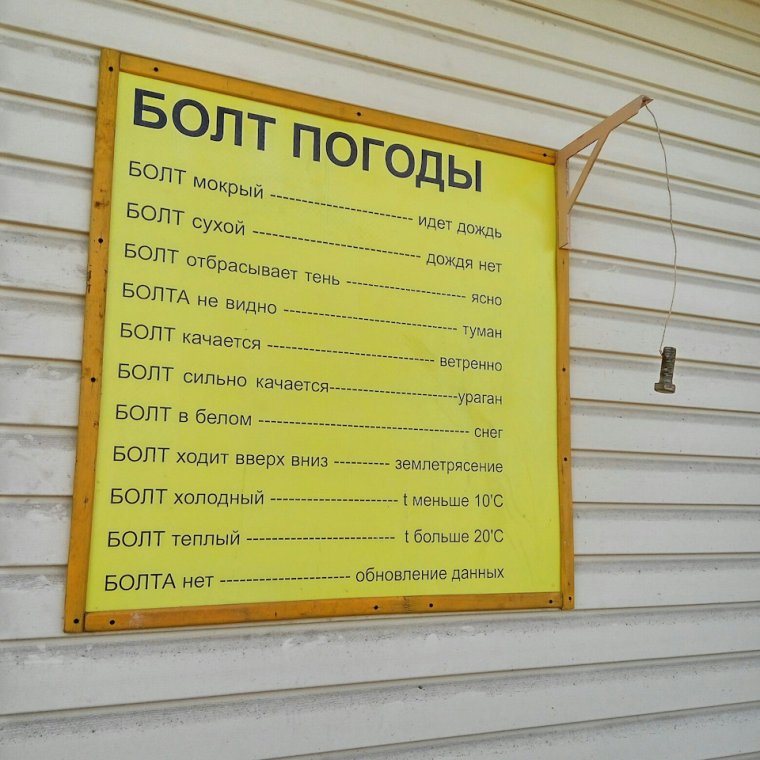 БОЛТ ПОГОДЫ
БОЛТ мокрый ------------------------ идет дождь
БОЛТ сухой ---------------------------- дождя нет
БОЛТ отбрасывает тень ------------------- ясно
БОЛТА не видно ----------------------------- туман
БОЛТ качается ---------------------------- ветренно
БОЛТ сильно качается----------------------ураган
БОЛТ в белом ----------------------------------- снег
БОЛТ ходит вверх вниз --------- землетрясение
БОЛТ холодный --------------------- t меньше 10'С
БОЛТ теплый ------------------------ t больше 20'С
БОЛТА нет --------------------- обновление данных